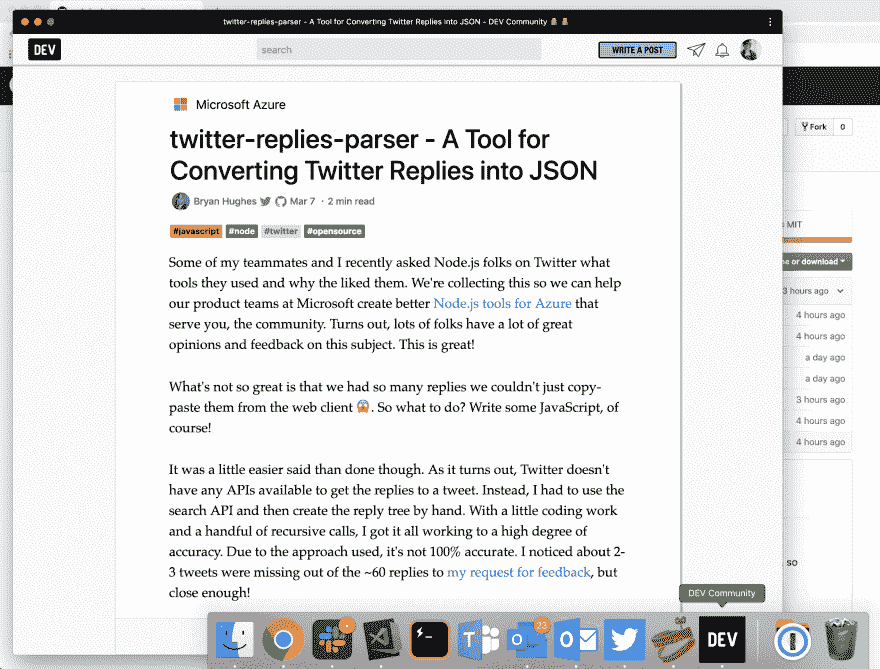 twitter-replies-parser - A Tool for Converting Twitter Replies into JSON - DEV Community
DEV
search
WRITE A POST
Microsoft Azure
twitter-replies-parser - A Tool for
Converting Twitter Replies into JSON
Bryan Hughes Mar 7 · 2 min read
#javascript #node #twitter #opensource
Some of my teammates and I recently asked Node.js folks on Twitter what
tools they used and why the liked them. We're collecting this so we can help
our product teams at Microsoft create better Node.js tools for Azure that
serve you, the community. Turns out, lots of folks have a lot of great
opinions and feedback on this subject. This is great!
What's not so great is that we had so many replies we couldn't just copy-
paste them from the web client 😱. So what to do? Write some JavaScript, of
course!
It was a little easier said than done though. As it turns out, Twitter doesn't
have any APIs available to get the replies to a tweet. Instead, I had to use the
search API and then create the reply tree by hand. With a little coding work
and a handful of recursive calls, I got it all working to a high degree of
accuracy. Due to the approach used, it's not 100% accurate. I noticed about 2-
3 tweets were missing out of the ~60 replies to my request for feedback, but
close enough!
Fork 0
MIT
or download
3 hours ago
4 hours ago
4 hours ago
a day ago
a day ago
3 hours ago
4 hours ago
4 hours ago
so
DEV Community
T
23
DEV